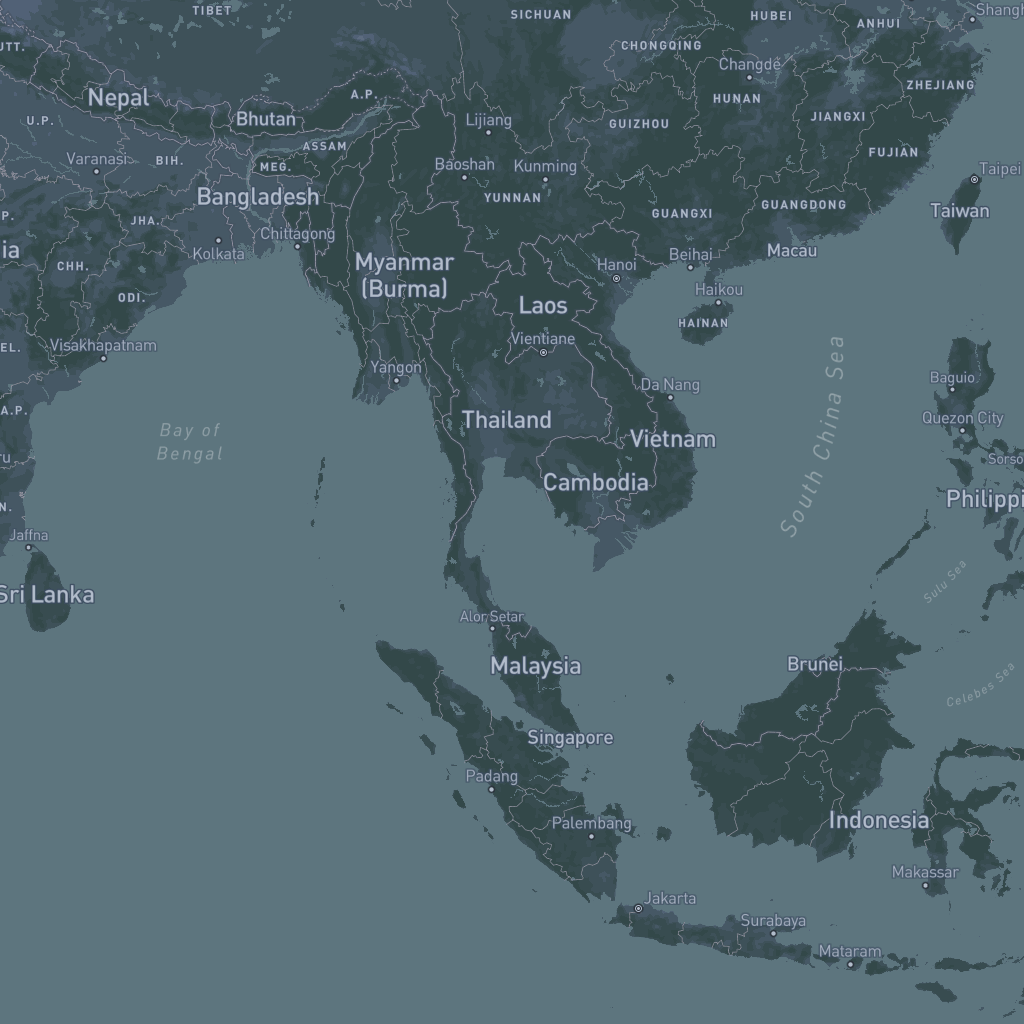 TIBET
SICHUAN
HUBEI
Shangh
ANHUI
UTT.
CHONGQING
Changde
ZHEJIANG
Nepal
A.P.
HUNAN
U.P.
Bhutan
Lijiang
GUIZHOU
JIANGXI
ASSAM
Varanasi
BIH.
MEG.
Baoshan
Kunming
FUJIAN
Taipei
Bangladesh
YUNNAN
GUANGXI
GUANGDONG
Taiwan
P.
JHA.
Chittagong
ia
Kolkata
Myanmar
(Burma)
Hanoi
Beihai
Macau
CHH.
ODI.
Laos
Haikou
HAINAN
EL.
Visakhapatnam
Vientiane
Yangon
Da Nang
Baguio
A.P.
Thailand
Quezon City
Bay of
Bengal
Vietnam
South China Sea
ru
Sorso
Cambodia
Philippi
N.
Jaffna
Sri Lanka
Sulu Sea
Alor Setar
Malaysia
Brunei
Celebes Sea
Singapore
Padang
Palembang
Indonesia
Makassar
Jakarta
Surabaya
Mataram